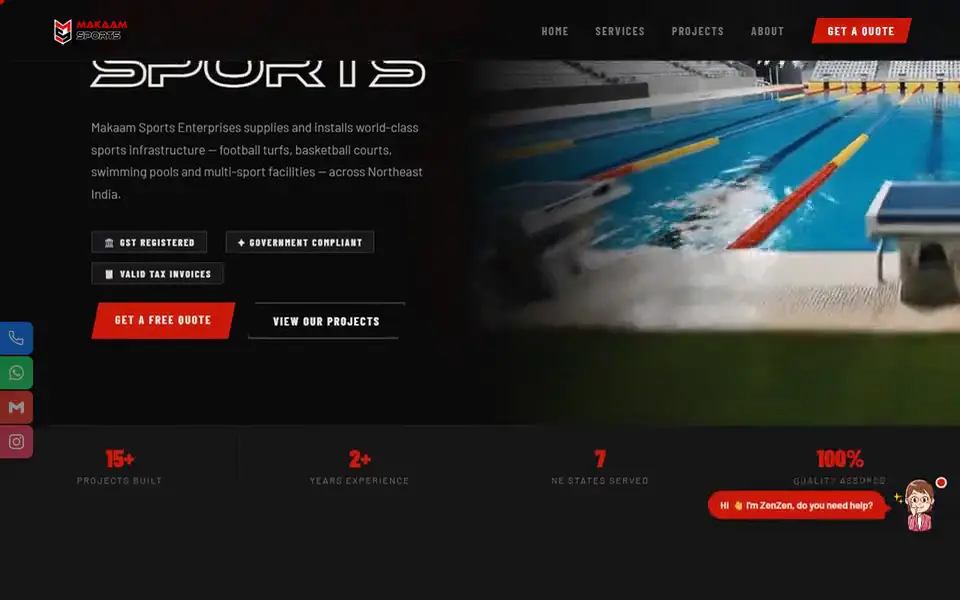 MAKAAM
SPORTS
HOME
SERVICES
PROJECTS
ABOUT
GET A QUOTE
SPORTS
Makaam Sports Enterprises supplies and installs world-class
sports infrastructure — football turfs, basketball courts,
swimming pools and multi-sport facilities — across Northeast
India.
GST REGISTERED
GOVERNMENT COMPLIANT
VALID TAX INVOICES
GET A FREE QUOTE
VIEW OUR PROJECTS
15+
PROJECTS BUILT
2+
YEARS EXPERIENCE
7
NE STATES SERVED
100%
QUALITY ASSURED
Hi 👋 I'm ZenZen, do you need help?